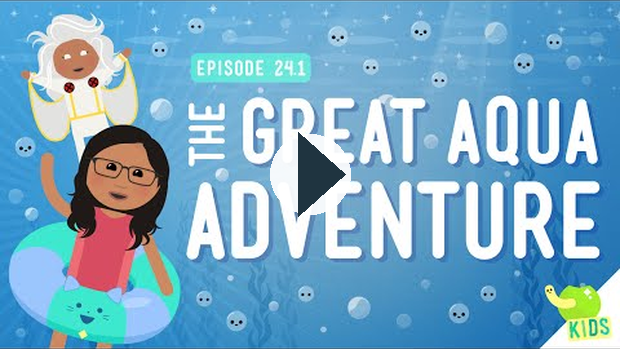 EPISODE 24.1
THE
GREAT AQUA
ADVENTURE
KIDS